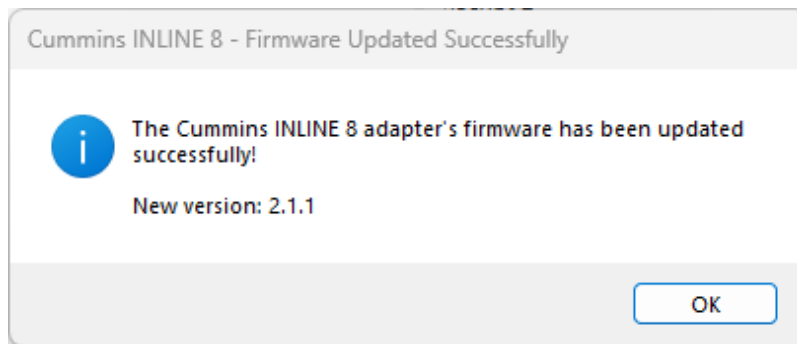 Cummins INLINE 8 - Firmware Updated Successfully
The Cummins INLINE 8 adapter's firmware has been updated
successfully!
New version: 2.1.1
OK